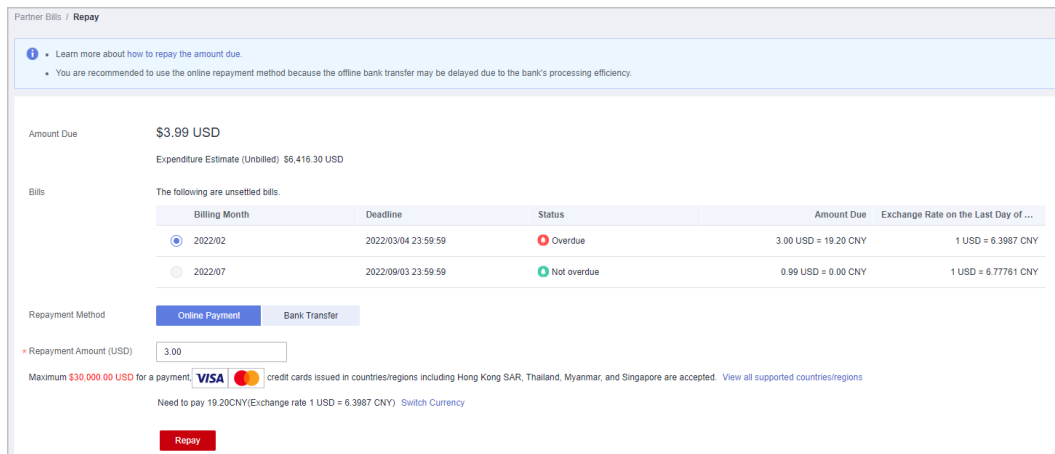 Partner Bills / Repay
Learn more about how to repay the amount due.
You are recommended to use the online repayment method because the offline bank transfer may be delayed due to the bank's processing efficiency.
Amount Due $3.99 USD
Expenditure Estimate (Unbilled) $6,416.30 USD
Bills The following are unsettled bills.
Billing Month Deadline Status Amount Due Exchange Rate on the Last Day of ...
2022/02 2022/03/04 23:59:59 Overdue 3.00 USD = 19.20 CNY 1 USD = 6.3987 CNY
2022/07 2022/09/03 23:59:59 Not overdue 0.99 USD = 0.00 CNY 1 USD = 6.77761 CNY
Repayment Method Online Payment Bank Transfer
* Repayment Amount (USD) 3.00
Maximum $30,000.00 USD for a payment, VISA credit cards issued in countries/regions including Hong Kong SAR, Thailand, Myanmar, and Singapore are accepted. View all supported countries/regions
Need to pay 19.20CNY(Exchange rate 1 USD = 6.3987 CNY) Switch Currency
Repay